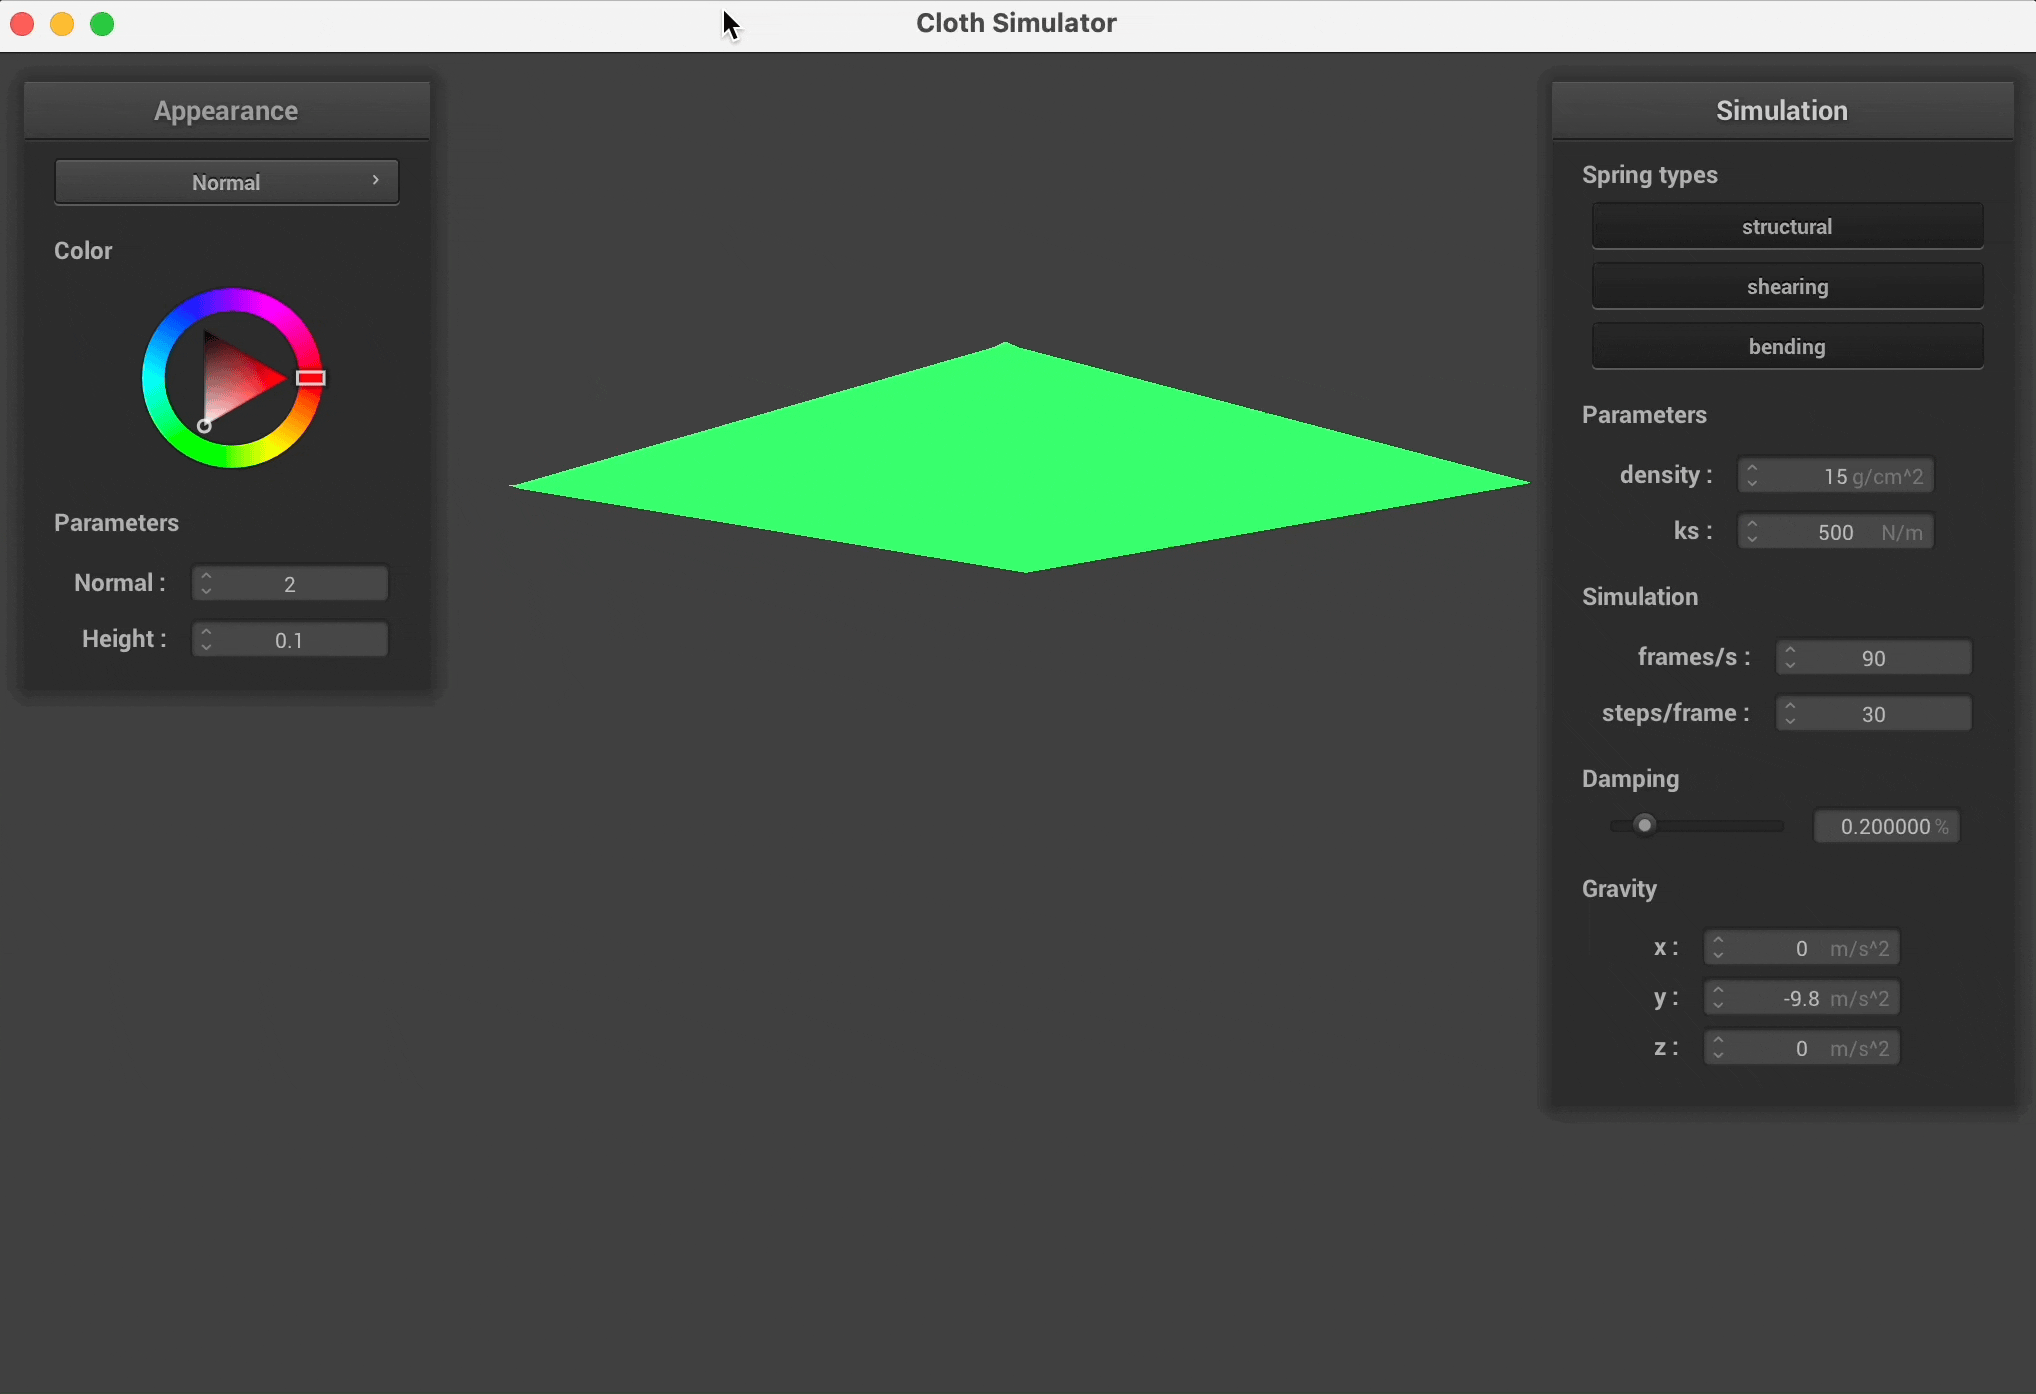 Cloth Simulator
Appearance
Normal
Color
Parameters
Normal : 2
Height : 0.1
Simulation
Spring types
structural
shearing
bending
Parameters
density : 15 g/cm^2
ks : 500 N/m
Simulation
frames/s : 90
steps/frame : 30
Damping
0.200000 %
Gravity
x : 0 m/s^2
y : -9.8 m/s^2
z : 0 m/s^2